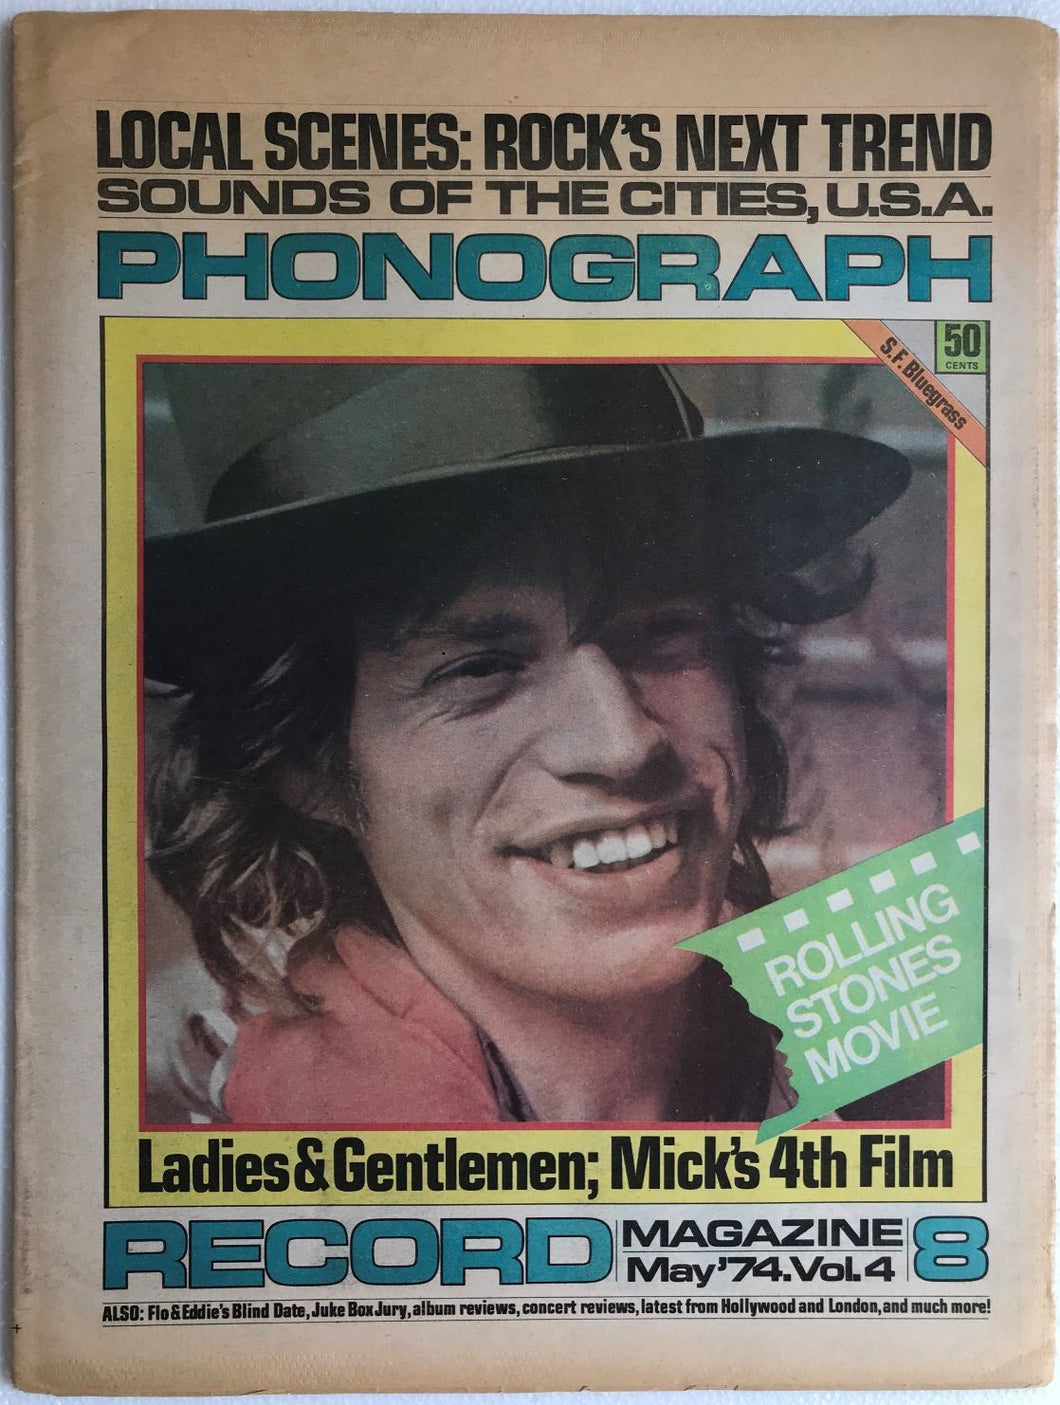 LOCAL SCENES: ROCK'S NEXT TREND
SOUNDS OF THE CITIES, U.S.A.
PHONOGRAPH
50
CENTS
S.F. Bluegrass
ROLLING
STONES
MOVIE
Ladies & Gentlemen; Mick's 4th Film
RECORD
MAGAZINE
May '74. Vol. 4
8
ALSO: Flo & Eddie's Blind Date, Juke Box Jury, album reviews, concert reviews, latest from Hollywood and London, and much more!